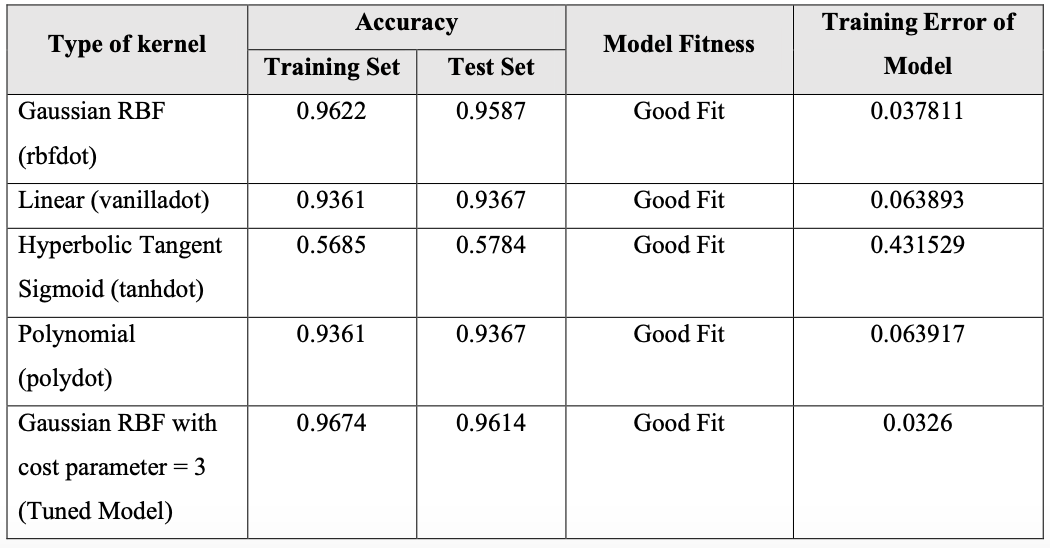 Type of kernel Accuracy Model Fitness Training Error of
Model
Training Set Test Set
Gaussian RBF 0.9622 0.9587 Good Fit 0.037811
(rbfdot)
Linear (vanilladot) 0.9361 0.9367 Good Fit 0.063893
Hyperbolic Tangent 0.5685 0.5784 Good Fit 0.431529
Sigmoid (tanhdot)
Polynomial 0.9361 0.9367 Good Fit 0.063917
(polydot)
Gaussian RBF with 0.9674 0.9614 Good Fit 0.0326
cost parameter = 3
(Tuned Model)